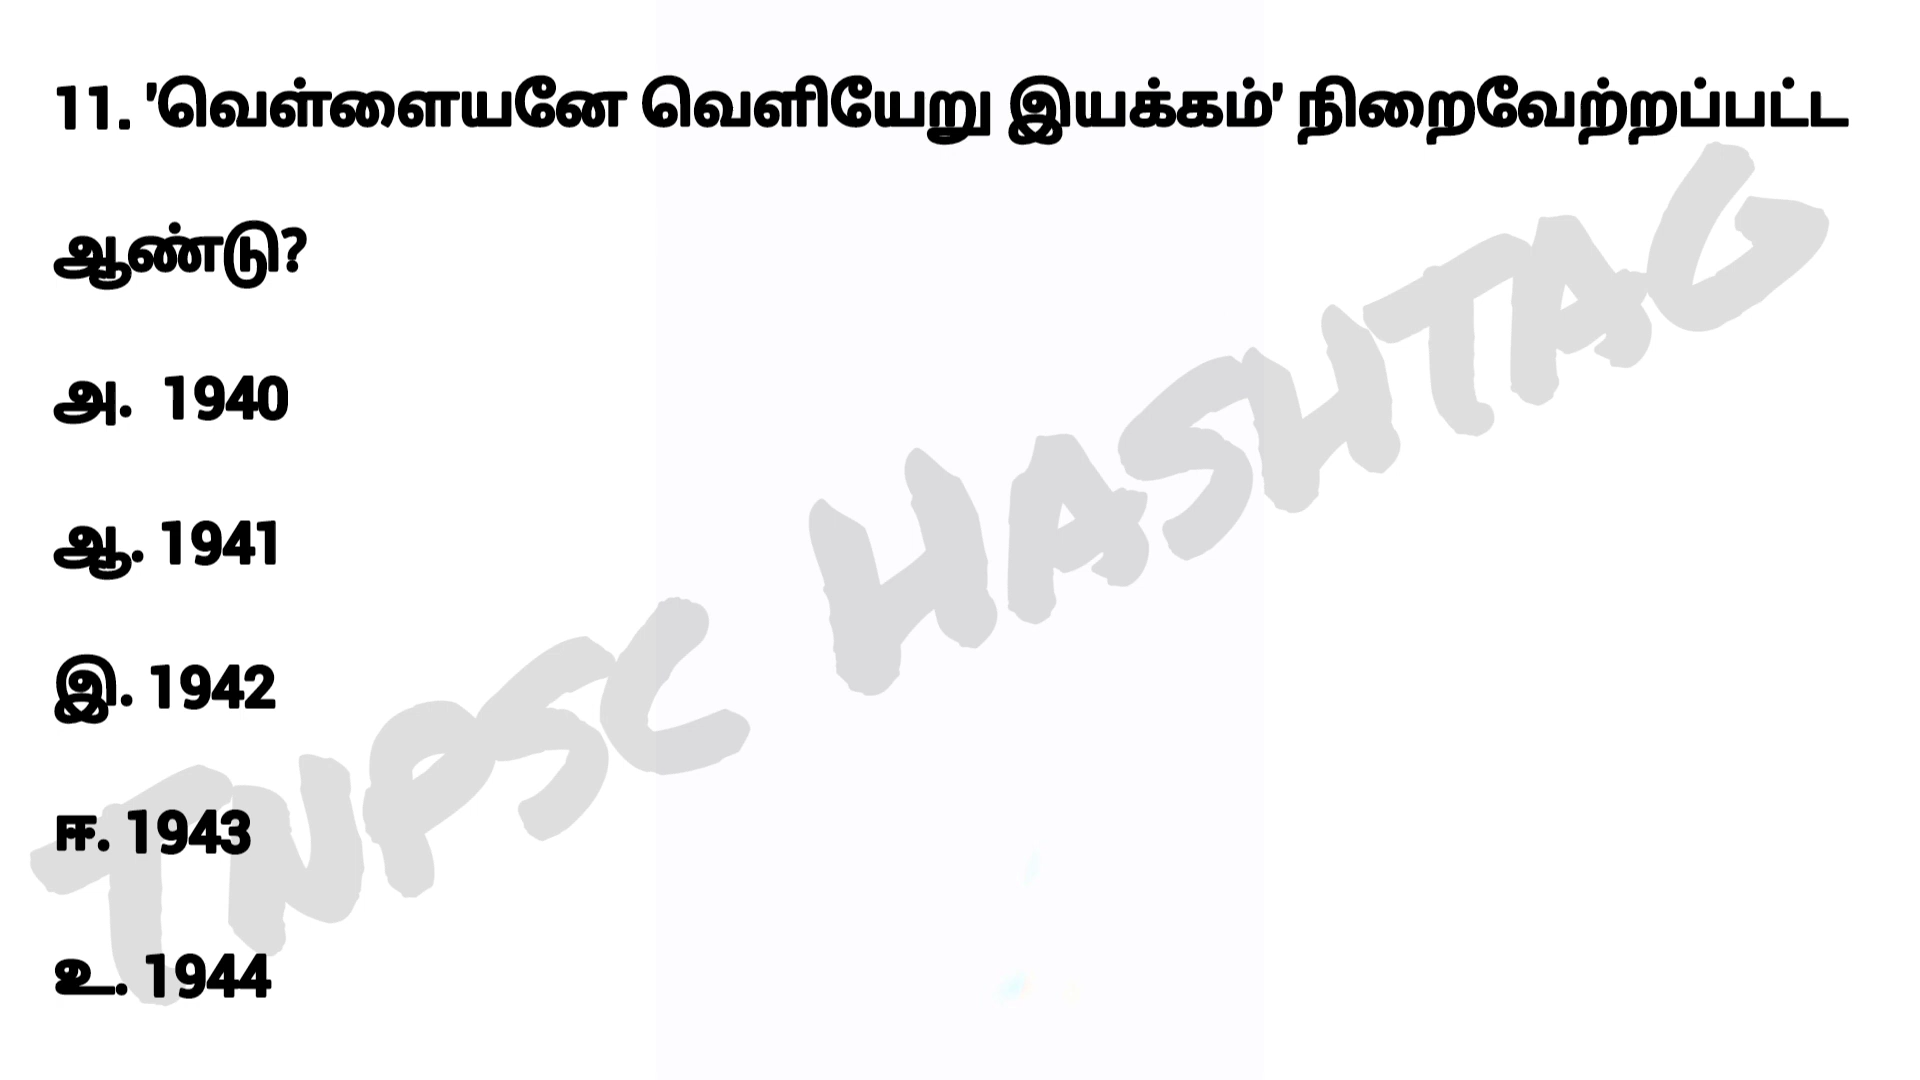 11. 'வெள்ளையனே வெளியேறு இயக்கம்' நிறைவேற்றப்பட்ட
ஆண்டு?
அ. 1940
ஆ. 1941
இ. 1942
ஈ. 1943
உ. 1944
TNPSC HASHTAG